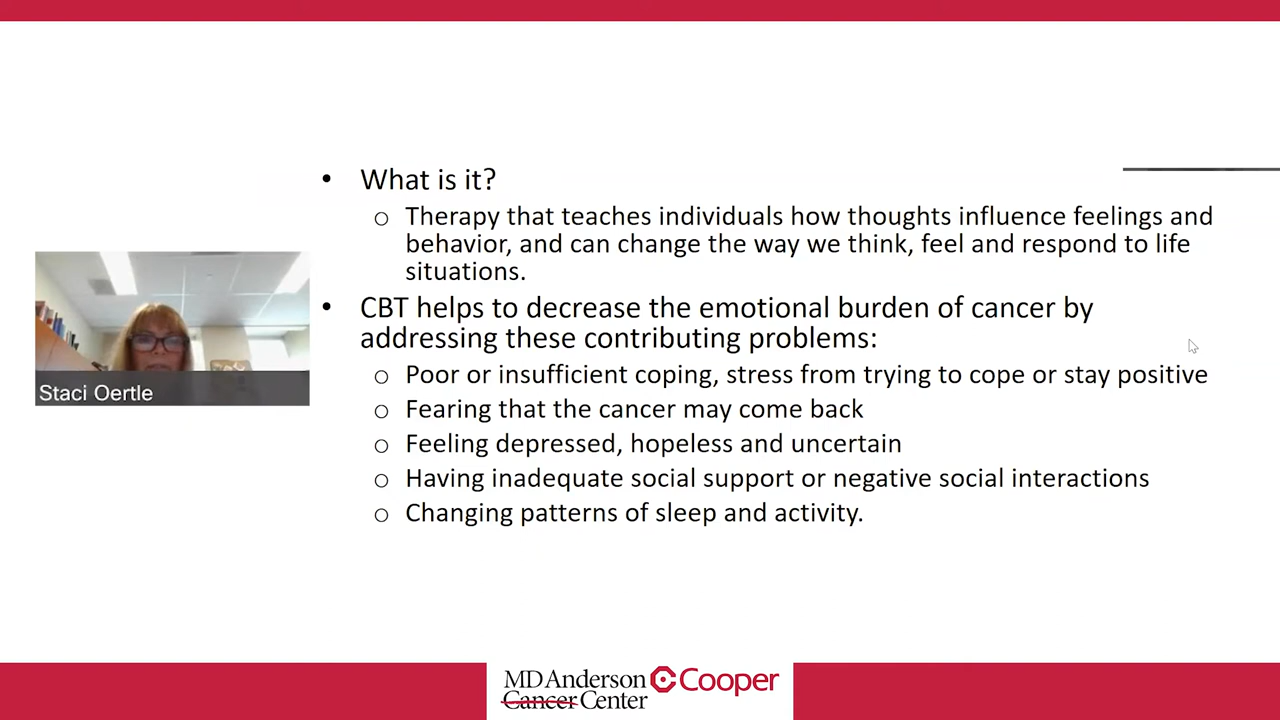 • What is it?
○ Therapy that teaches individuals how thoughts influence feelings and
behavior, and can change the way we think, feel and respond to life
situations.
• CBT helps to decrease the emotional burden of cancer by
addressing these contributing problems:
○ Poor or insufficient coping, stress from trying to cope or stay positive
○ Fearing that the cancer may come back
○ Feeling depressed, hopeless and uncertain
○ Having inadequate social support or negative social interactions
○ Changing patterns of sleep and activity.
Staci Oertle
MD Anderson
Cancer Center
Cooper